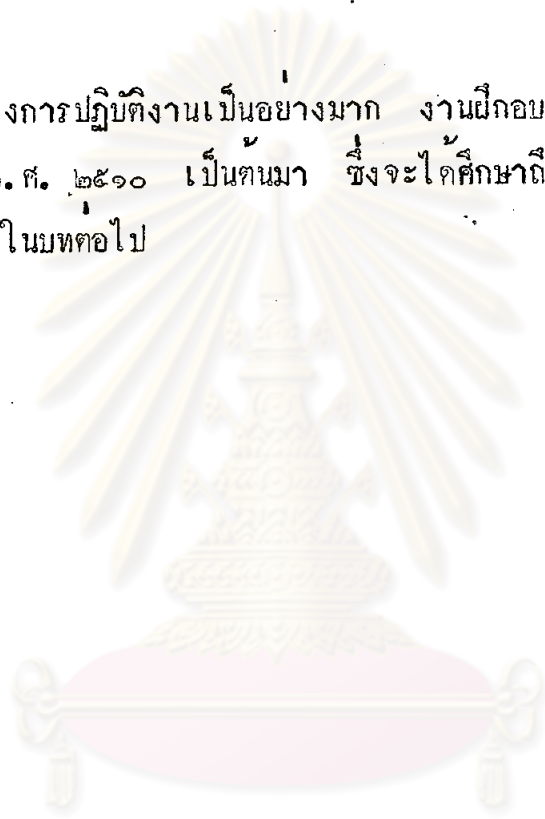 งการปฏิบัติงานเป็นอย่างมาก งานฝึกอบ
.ศ. ๒๕๑๐ เป็นต้นมา ซึ่งจะได้ศึกษาถึ
ในบทต่อไป